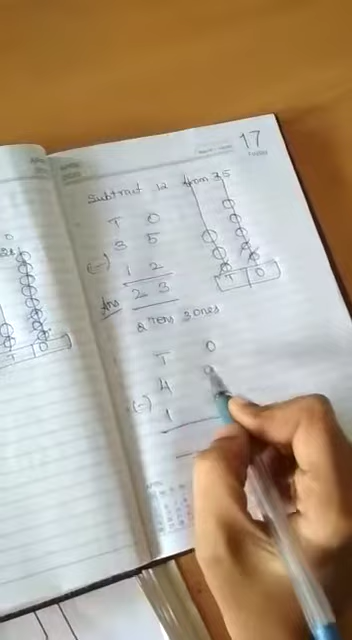 17
Subtract 12 from 35
T O
3 5
(-) 1 2
Ans 2 3
2 Tens 3 ones
T O
T O
4
(-) 1
T O